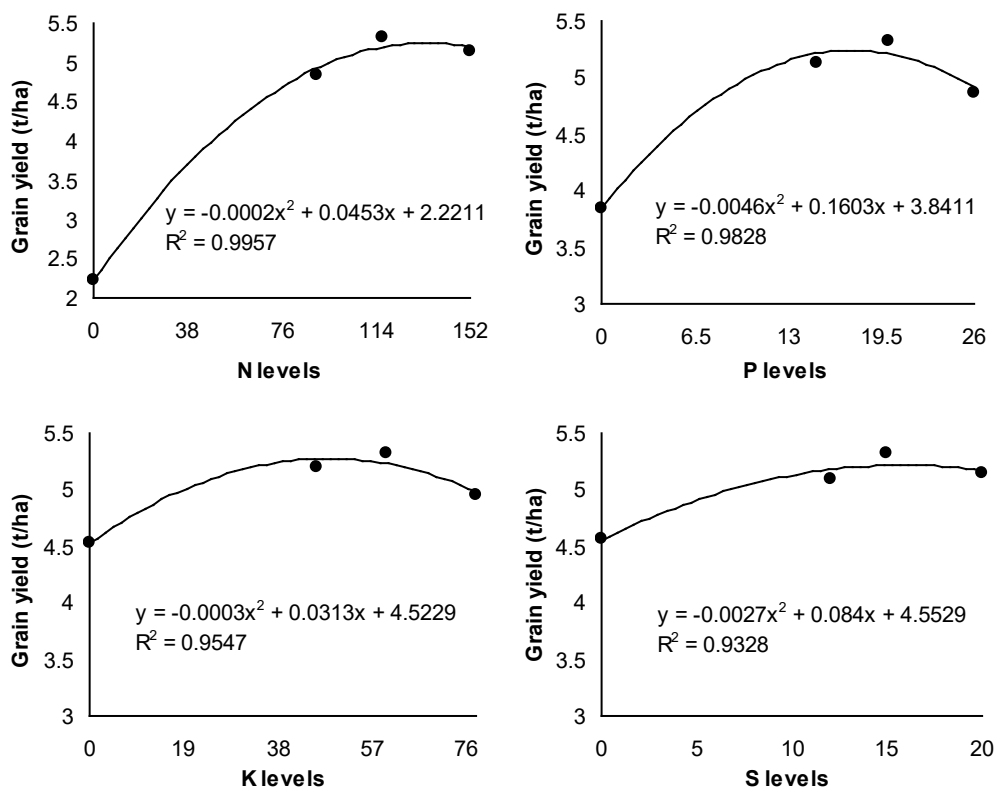 5.5
5
4.5
4
3.5
3
2.5
2
Grain yield (t/ha)
y = -0.0002x² + 0.0453x + 2.2211
R² = 0.9957
0 38 76 114 152
N levels
5.5
5
4.5
4
3.5
3
Grain yield (t/ha)
y = -0.0046x² + 0.1603x + 3.8411
R² = 0.9828
0 6.5 13 19.5 26
P levels
5.5
5
4.5
4
3.5
3
Grain yield (t/ha)
y = -0.0003x² + 0.0313x + 4.5229
R² = 0.9547
0 19 38 57 76
K levels
5.5
5
4.5
4
3.5
3
Grain yield (t/ha)
y = -0.0027x² + 0.084x + 4.5529
R² = 0.9328
0 5 10 15 20
S levels